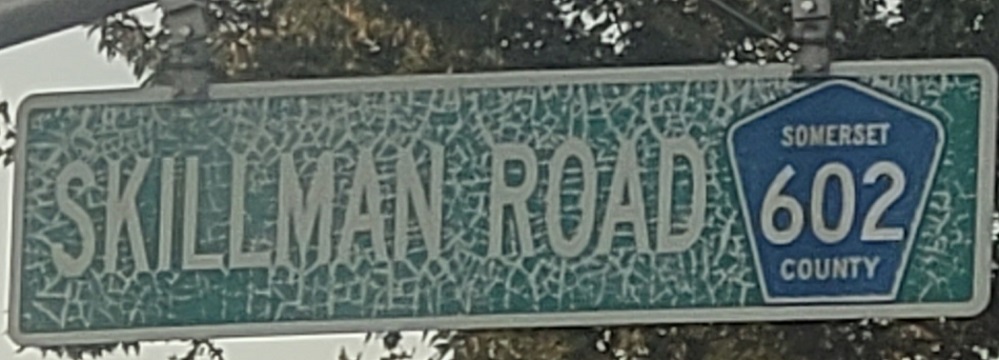 SKILLMAN ROAD
SOMERSET
602
COUNTY